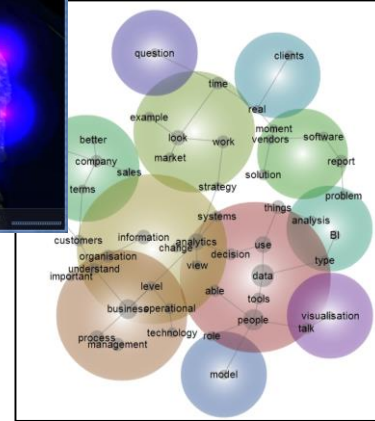 question
clients
time
real
example
moment
look
vendors
software
work
better
market
report
company
sales
solution
terms
strategy
problem
things
systems
analysis
customers
information
analytics
use
BI
change
decision
organisation
view
type
understand
data
important
level
able
tools
business
operational
people
visualisation
talk
technology
role
process
management
model